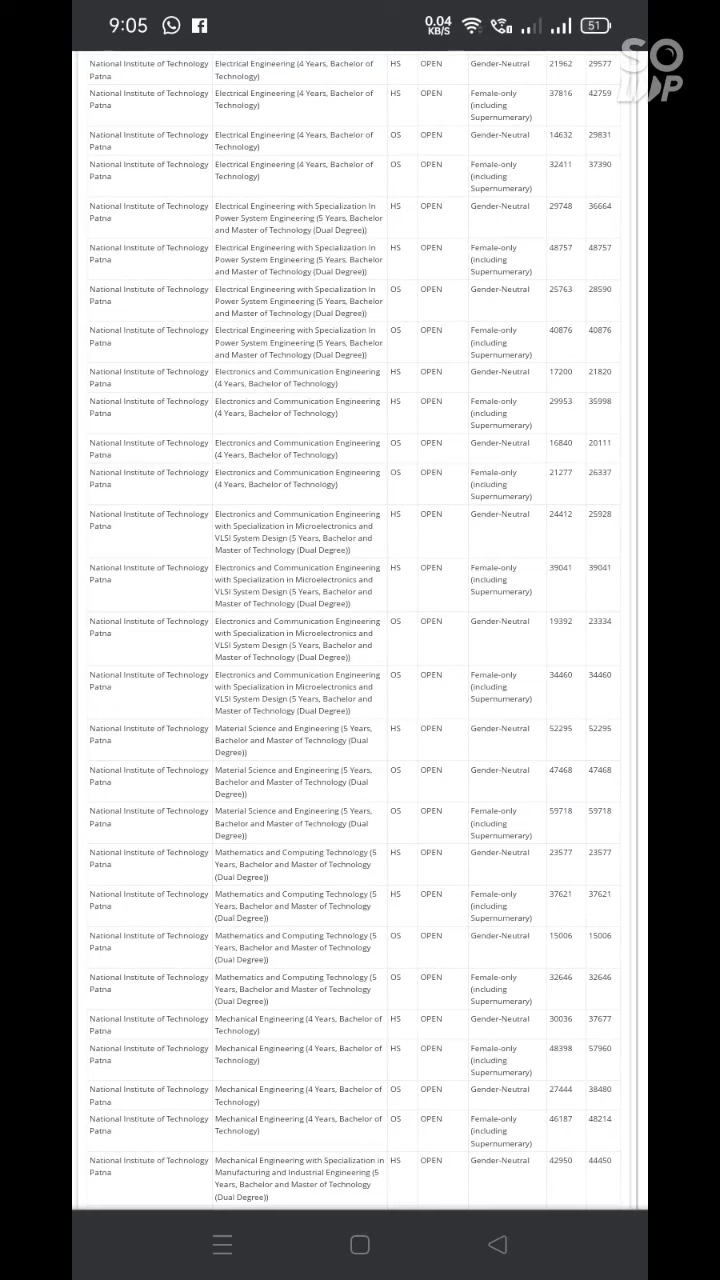 9:05
0.04
KB/S
51
SO
National Institute of Technology Electrical Engineering (4 Years, Bachelor of HS OPEN Gender-Neutral 21962 29577
Patna Technology)
National Institute of Technology Electrical Engineering (4 Years, Bachelor of HS OPEN Female-only 37816 42759
Patna Technology) (including
Supernumerary)
National Institute of Technology Electrical Engineering (4 Years, Bachelor of OS OPEN Gender-Neutral 14632 29831
Patna Technology)
National Institute of Technology Electrical Engineering (4 Years, Bachelor of OS OPEN Female-only 32411 37390
Patna Technology) (including
Supernumerary)
National Institute of Technology Electrical Engineering with Specialization In HS OPEN Gender-Neutral 29748 36664
Patna Power System Engineering (5 Years, Bachelor
and Master of Technology (Dual Degree))
National Institute of Technology Electrical Engineering with Specialization In HS OPEN Female-only 48757 48757
Patna Power System Engineering (5 Years, Bachelor (including
and Master of Technology (Dual Degree)) Supernumerary)
National Institute of Technology Electrical Engineering with Specialization In OS OPEN Gender-Neutral 25763 28590
Patna Power System Engineering (5 Years, Bachelor
and Master of Technology (Dual Degree))
National Institute of Technology Electrical Engineering with Specialization In OS OPEN Female-only 40876 40876
Patna Power System Engineering (5 Years, Bachelor (including
and Master of Technology (Dual Degree)) Supernumerary)
National Institute of Technology Electronics and Communication Engineering HS OPEN Gender-Neutral 17200 21820
Patna (4 Years, Bachelor of Technology)
National Institute of Technology Electronics and Communication Engineering HS OPEN Female-only 29953 35998
Patna (4 Years, Bachelor of Technology) (including
Supernumerary)
National Institute of Technology Electronics and Communication Engineering OS OPEN Gender-Neutral 16840 20111
Patna (4 Years, Bachelor of Technology)
National Institute of Technology Electronics and Communication Engineering OS OPEN Female-only 21277 26337
Patna (4 Years, Bachelor of Technology) (including
Supernumerary)
National Institute of Technology Electronics and Communication Engineering HS OPEN Gender-Neutral 24412 25928
Patna with Specialization in Microelectronics and
VLSI System Design (5 Years, Bachelor and
Master of Technology (Dual Degree))
National Institute of Technology Electronics and Communication Engineering HS OPEN Female-only 39041 39041
Patna with Specialization in Microelectronics and (including
VLSI System Design (5 Years, Bachelor and Supernumerary)
Master of Technology (Dual Degree))
National Institute of Technology Electronics and Communication Engineering OS OPEN Gender-Neutral 19392 23334
Patna with Specialization in Microelectronics and
VLSI System Design (5 Years, Bachelor and
Master of Technology (Dual Degree))
National Institute of Technology Electronics and Communication Engineering OS OPEN Female-only 34460 34460
Patna with Specialization in Microelectronics and (including
VLSI System Design (5 Years, Bachelor and Supernumerary)
Master of Technology (Dual Degree))
National Institute of Technology Material Science and Engineering (5 Years, HS OPEN Gender-Neutral 52295 52295
Patna Bachelor and Master of Technology (Dual
Degree))
National Institute of Technology Material Science and Engineering (5 Years, OS OPEN Gender-Neutral 47468 47468
Patna Bachelor and Master of Technology (Dual
Degree))
National Institute of Technology Material Science and Engineering (5 Years, OS OPEN Female-only 59718 59718
Patna Bachelor and Master of Technology (Dual (including
Degree)) Supernumerary)
National Institute of Technology Mathematics and Computing Technology (5 HS OPEN Gender-Neutral 23577 23577
Patna Years, Bachelor and Master of Technology
(Dual Degree))
National Institute of Technology Mathematics and Computing Technology (5 HS OPEN Female-only 37621 37621
Patna Years, Bachelor and Master of Technology (including
(Dual Degree)) Supernumerary)
National Institute of Technology Mathematics and Computing Technology (5 OS OPEN Gender-Neutral 15006 15006
Patna Years, Bachelor and Master of Technology
(Dual Degree))
National Institute of Technology Mathematics and Computing Technology (5 OS OPEN Female-only 32646 32646
Patna Years, Bachelor and Master of Technology (including
(Dual Degree)) Supernumerary)
National Institute of Technology Mechanical Engineering (4 Years, Bachelor of HS OPEN Gender-Neutral 30036 37677
Patna Technology)
National Institute of Technology Mechanical Engineering (4 Years, Bachelor of HS OPEN Female-only 48398 57960
Patna Technology) (including
Supernumerary)
National Institute of Technology Mechanical Engineering (4 Years, Bachelor of OS OPEN Gender-Neutral 27444 38480
Patna Technology)
National Institute of Technology Mechanical Engineering (4 Years, Bachelor of OS OPEN Female-only 46187 48214
Patna Technology) (including
Supernumerary)
National Institute of Technology Mechanical Engineering with Specialization in HS OPEN Gender-Neutral 42950 44450
Patna Manufacturing and Industrial Engineering (5
Years, Bachelor and Master of Technology
(Dual Degree))